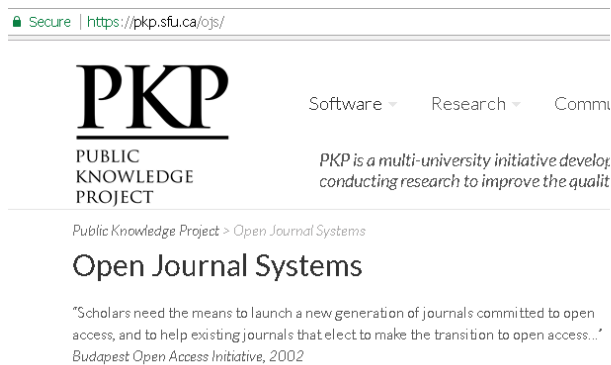 Secure | https://pkp.sfu.ca/ojs/
PKP
PUBLIC
KNOWLEDGE
PROJECT
Software Research Commu
PKP is a multi-university initiative develop
conducting research to improve the qualit
Public Knowledge Project > Open Journal Systems
Open Journal Systems
"Scholars need the means to launch a new generation of journals committed to open
access, and to help existing journals that elect to make the transition to open access..."
Budapest Open Access Initiative, 2002